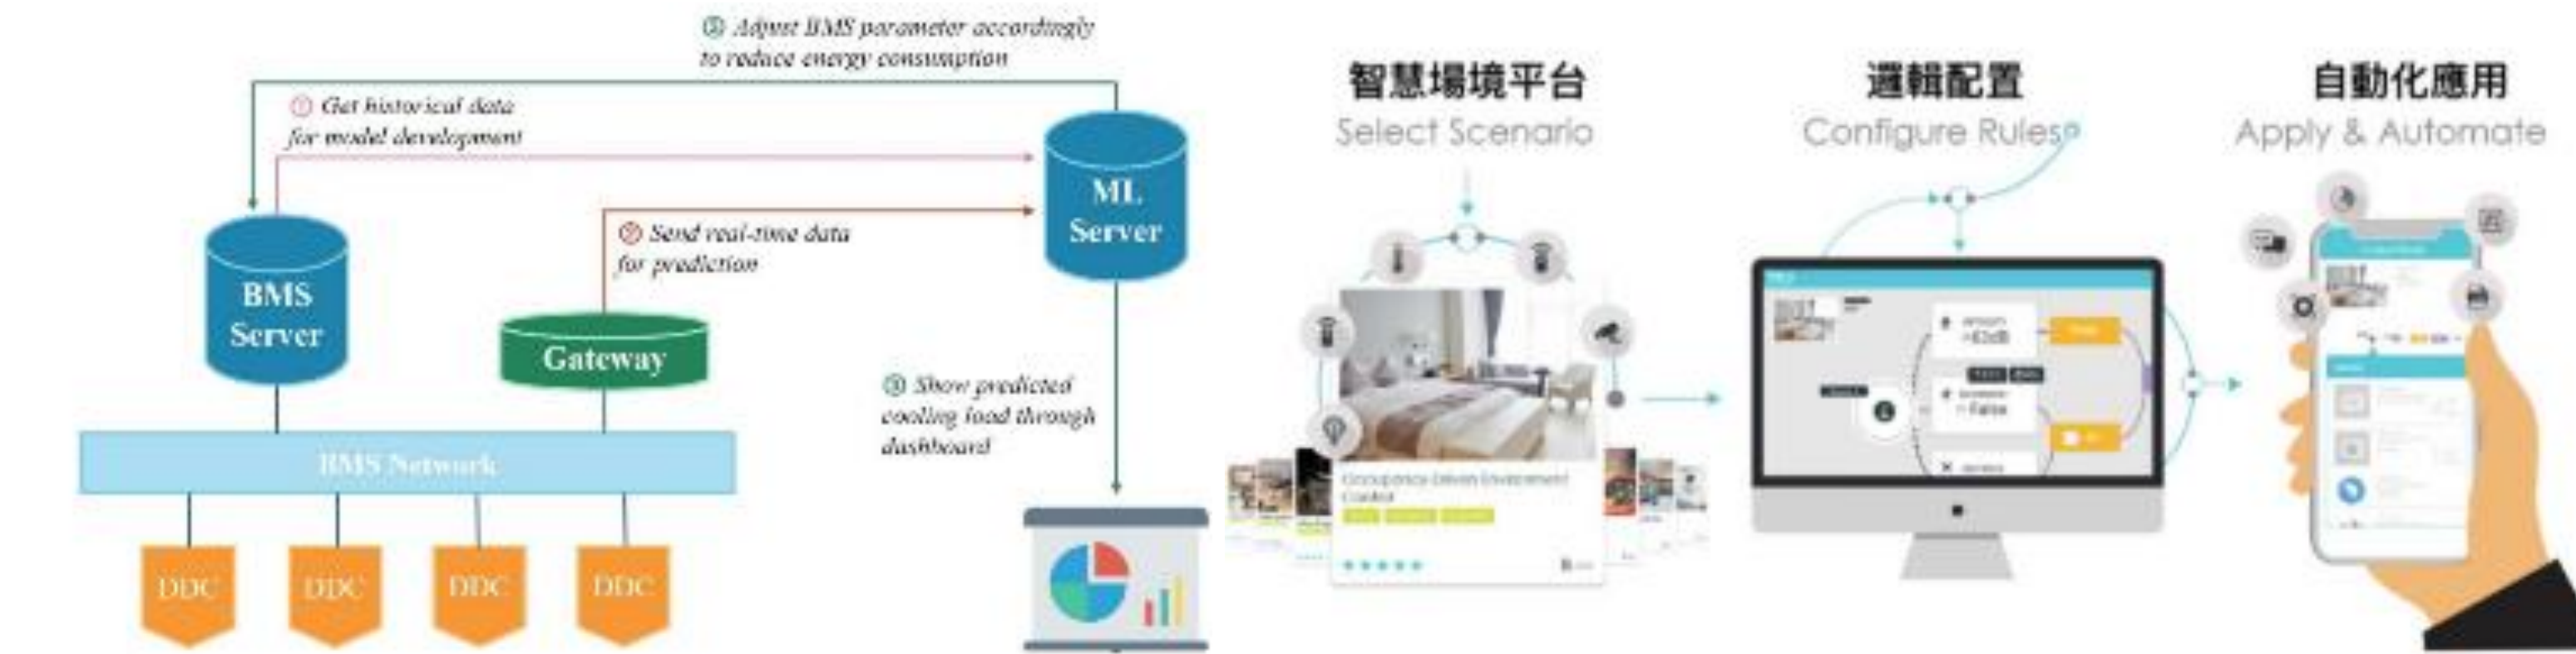 ③ Adjust BMS parameter accordingly
to reduce energy consumption
① Get historical data
for model development
ML
Server
② Send real-time data
for prediction
BMS
Server
Gateway
③ Show predicted
cooling load through
dashboard
BMS Network
DDC
DDC
DDC
DDC
智慧場境平台
Select Scenario
Occupancy Driven Environment
Control
邏輯配置
Configure Rules
False
自動化應用
Apply & Automate